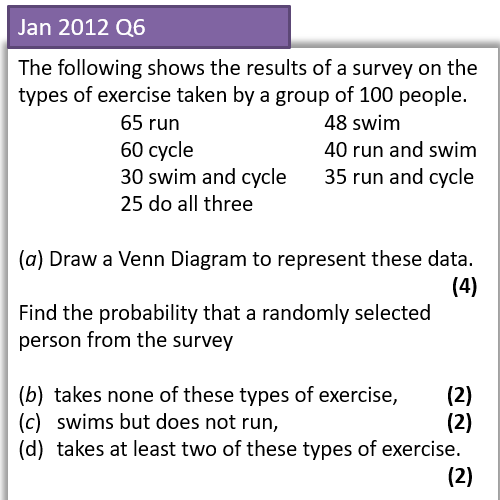 Jan 2012 Q6
The following shows the results of a survey on the
types of exercise taken by a group of 100 people.
65 run 48 swim
60 cycle 40 run and swim
30 swim and cycle 35 run and cycle
25 do all three
(a) Draw a Venn Diagram to represent these data.
(4)
Find the probability that a randomly selected
person from the survey
(b) takes none of these types of exercise, (2)
(c) swims but does not run, (2)
(d) takes at least two of these types of exercise.
(2)